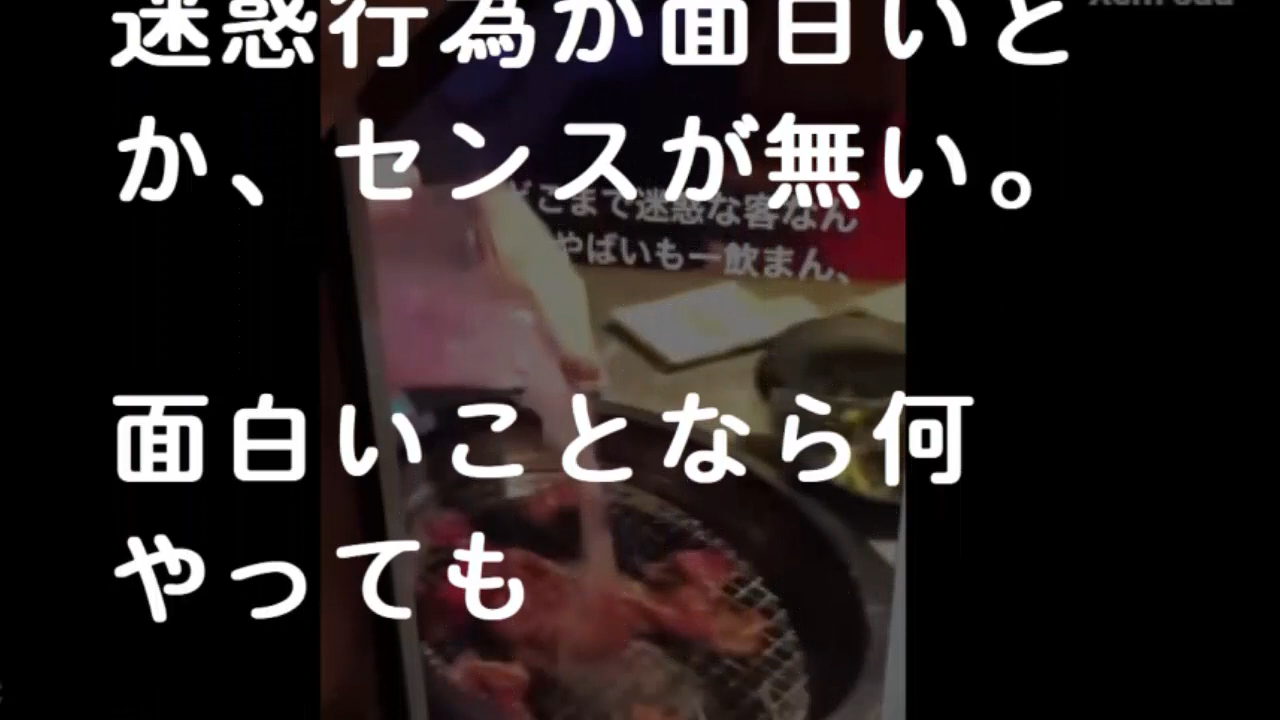 迷惑行為が面白いと
か、センスが無い。
どこまで迷惑な客なん
やばいも一飲まん、
面白いことなら何
やっても